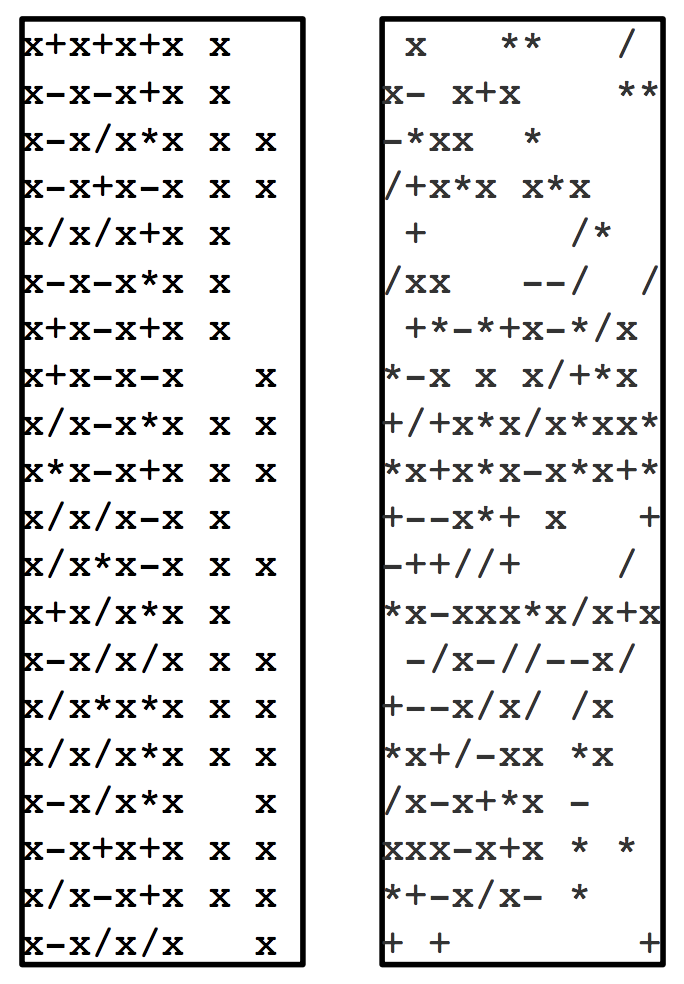 x+x+x+x x
x-x-x+x x
x-x/x*x x x
x-x+x-x x x
x/x/x+x x
x-x-x*x x
x+x-x+x x
x+x-x-x   x
x/x-x*x x x
x*x-x+x x x
x/x/x-x x
x/x*x-x x x
x+x/x*x x
x-x/x/x x x
x/x*x*x x x
x/x/x*x x x
x-x/x*x   x
x-x+x+x x x
x/x-x+x x x
x-x/x/x   x
 x   **   /
x- x+x    **
-*xx  *
/+x*x x*x
 +      /*
/xx   --/  /
 +*-*+x-*/x
*-x x x/+*x
+/+x*x/x*xx*
*x+x*x-x*x+*
+--x*+ x   +
-++//+    /
*x-xxx*x/x+x
 -/x-//--x/
+--x/x/ /x
*x+/-xx *x
/x-x+*x -
xxx-x+x * *
*+-x/x- *
+ +        +